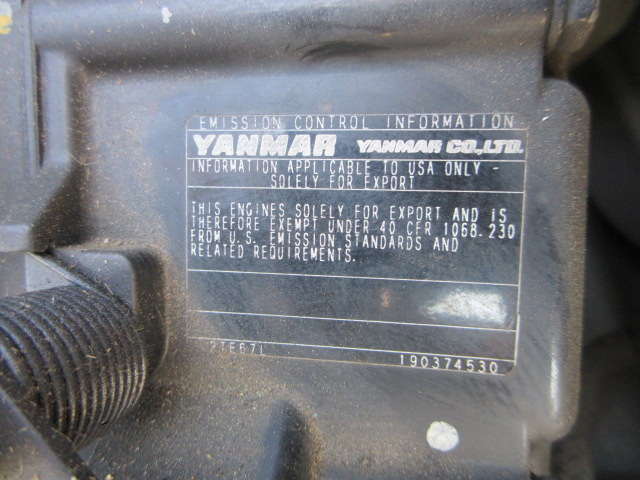 EMISSION CONTROL INFORMATION
YANMAR YANMAR CO.,LTD.
INFORMATION APPLICABLE TO USA ONLY -
SOLELY FOR EXPORT
THIS ENGINES SOLELY FOR EXPORT AND IS
THEREFORE EXEMPT UNDER 40 CFR 1068.230
FROM U.S. EMISSION STANDARDS AND
RELATED REQUIREMENTS.
2TE67L 190374530